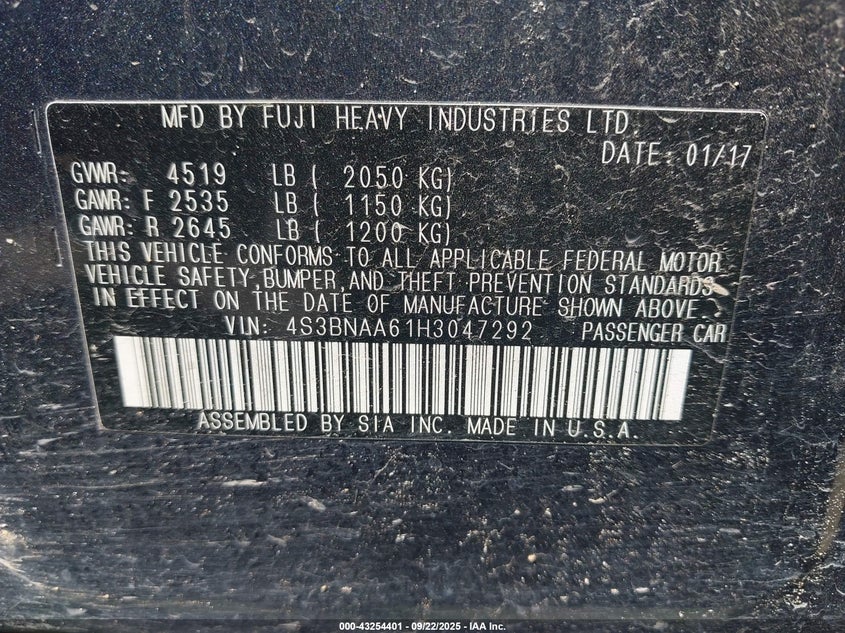 MFD BY FUJI HEAVY INDUSTRIES LTD.
DATE: 01/17
GVWR: 4519 LB ( 2050 KG)
GAWR: F 2535 LB ( 1150 KG)
GAWR: R 2645 LB ( 1200 KG)
THIS VEHICLE CONFORMS TO ALL APPLICABLE FEDERAL MOTOR
VEHICLE SAFETY,BUMPER,AND THEFT PREVENTION STANDARDS
IN EFFECT ON THE DATE OF MANUFACTURE SHOWN ABOVE.
VIN: 4S3BNAA61H3047292 PASSENGER CAR
ASSEMBLED BY SIA INC. MADE IN U.S.A.
000-43254401 - 09/22/2025 - IAA Inc.